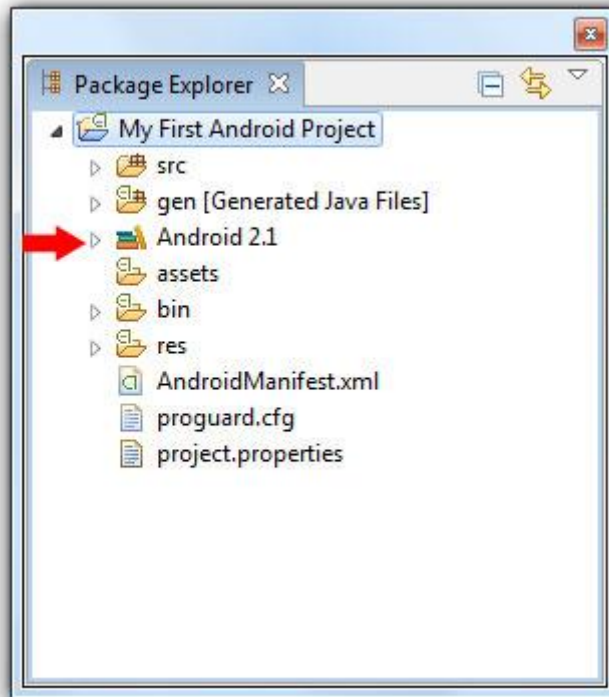 Package Explorer
My First Android Project
src
gen [Generated Java Files]
Android 2.1
assets
bin
res
AndroidManifest.xml
proguard.cfg
project.properties